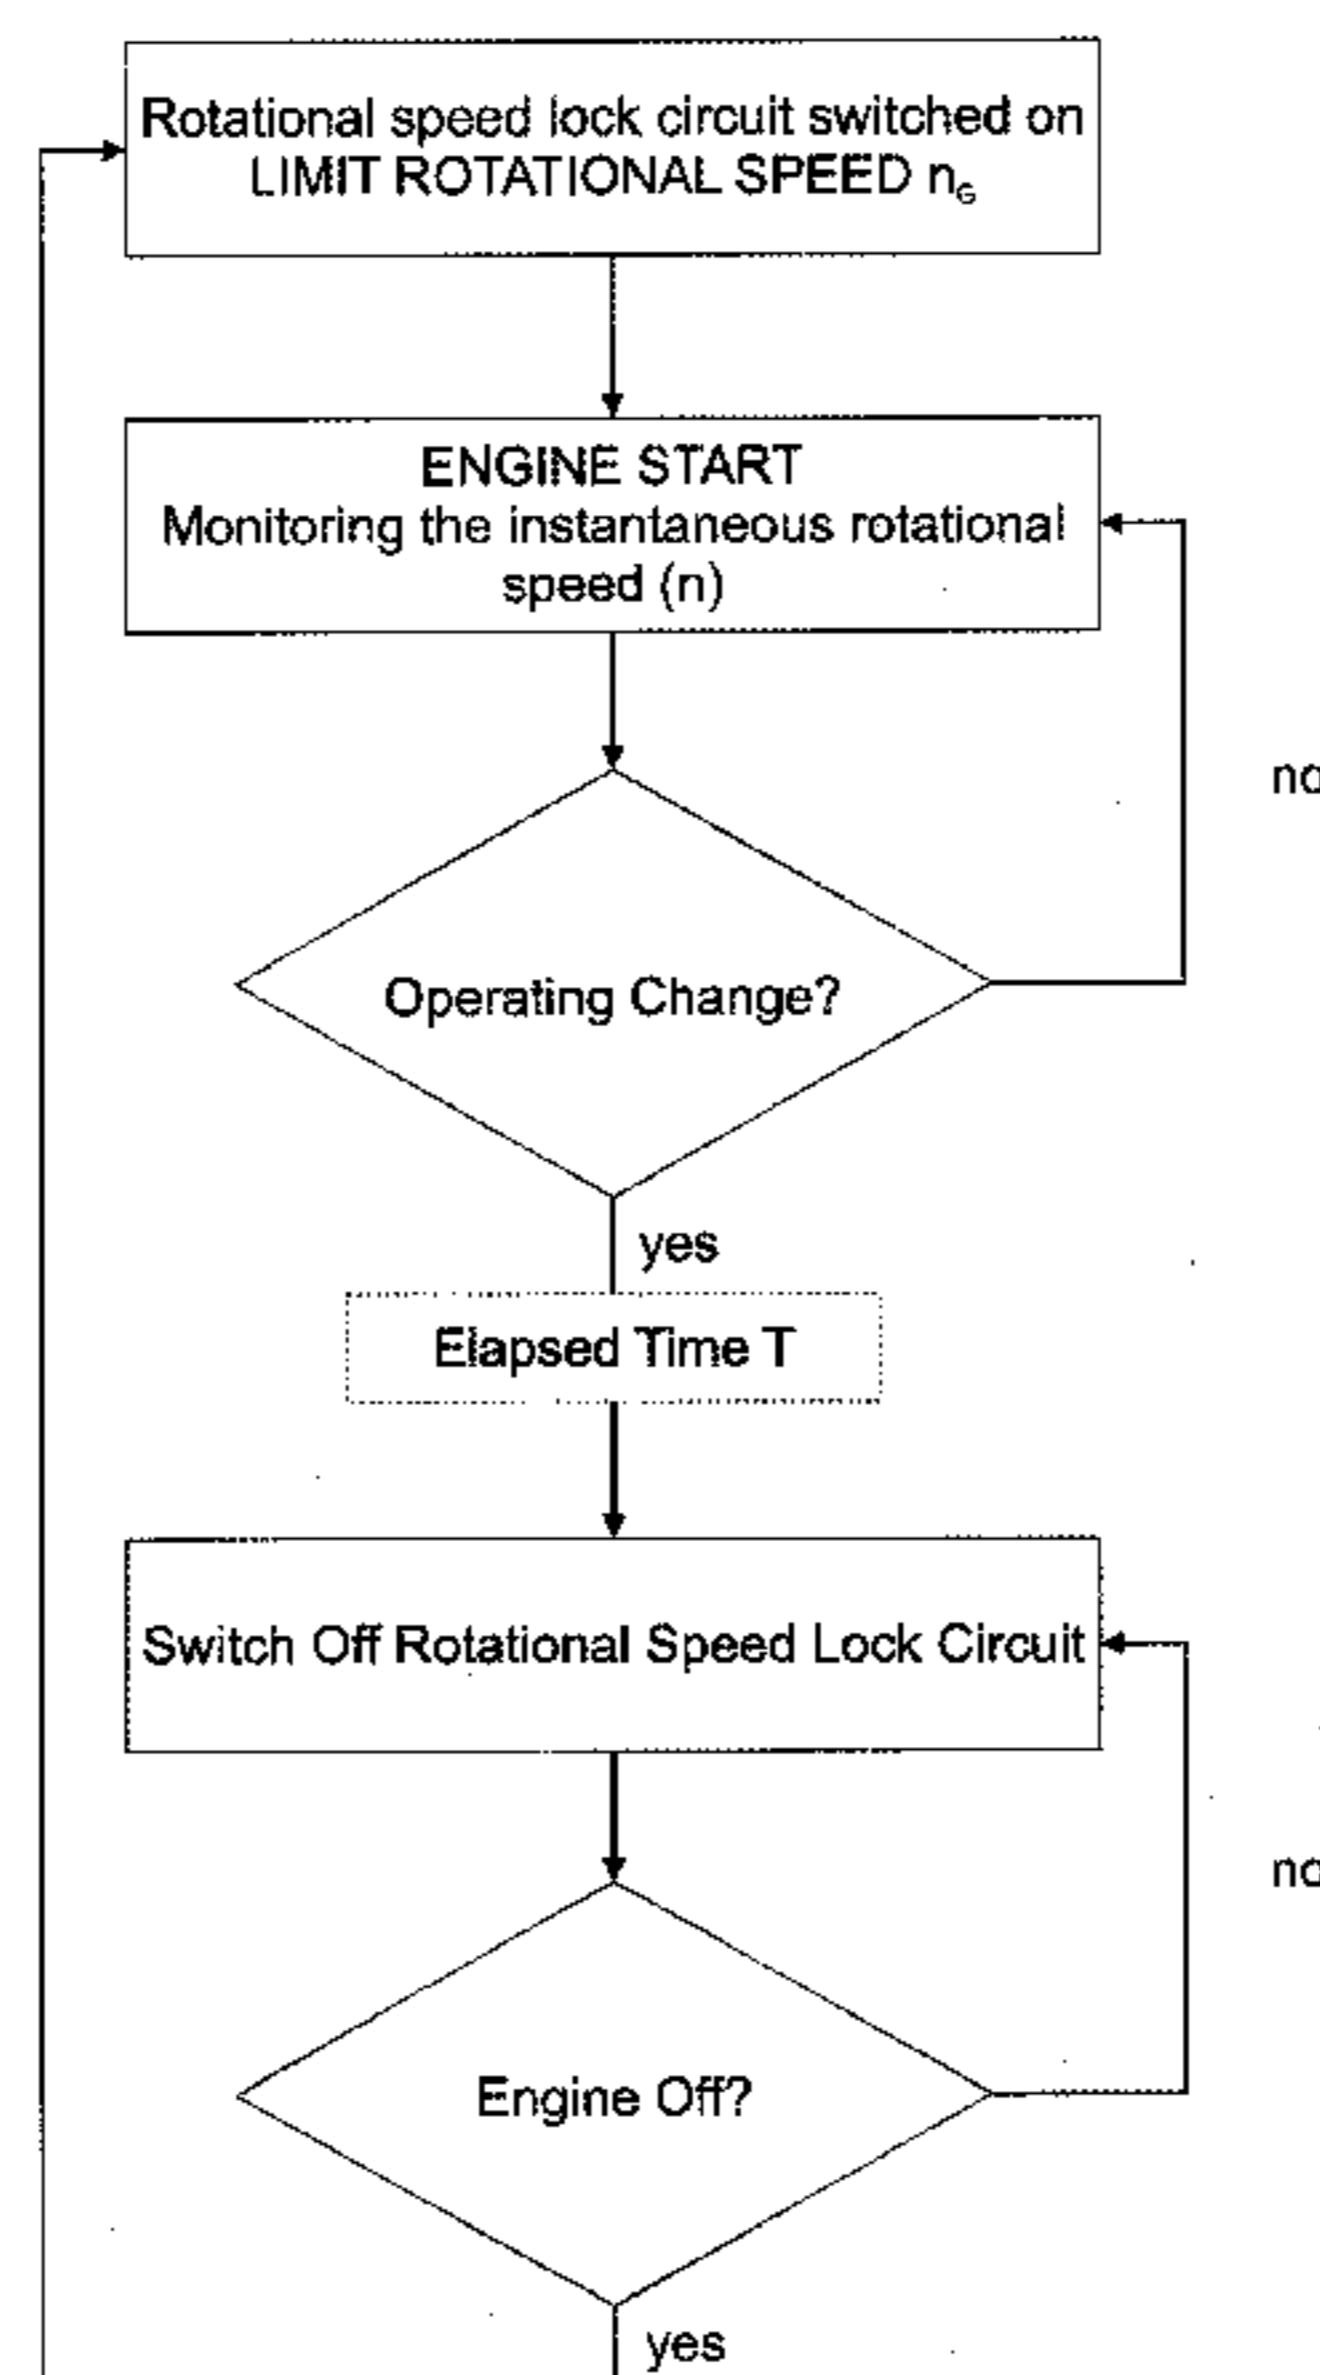 Rotational speed lock circuit switched on
LIMIT ROTATIONAL SPEED nG
ENGINE START
Monitoring the instantaneous rotational
speed (n)
no
Operating Change?
yes
Elapsed Time T
Switch Off Rotational Speed Lock Circuit
no
Engine Off?
yes